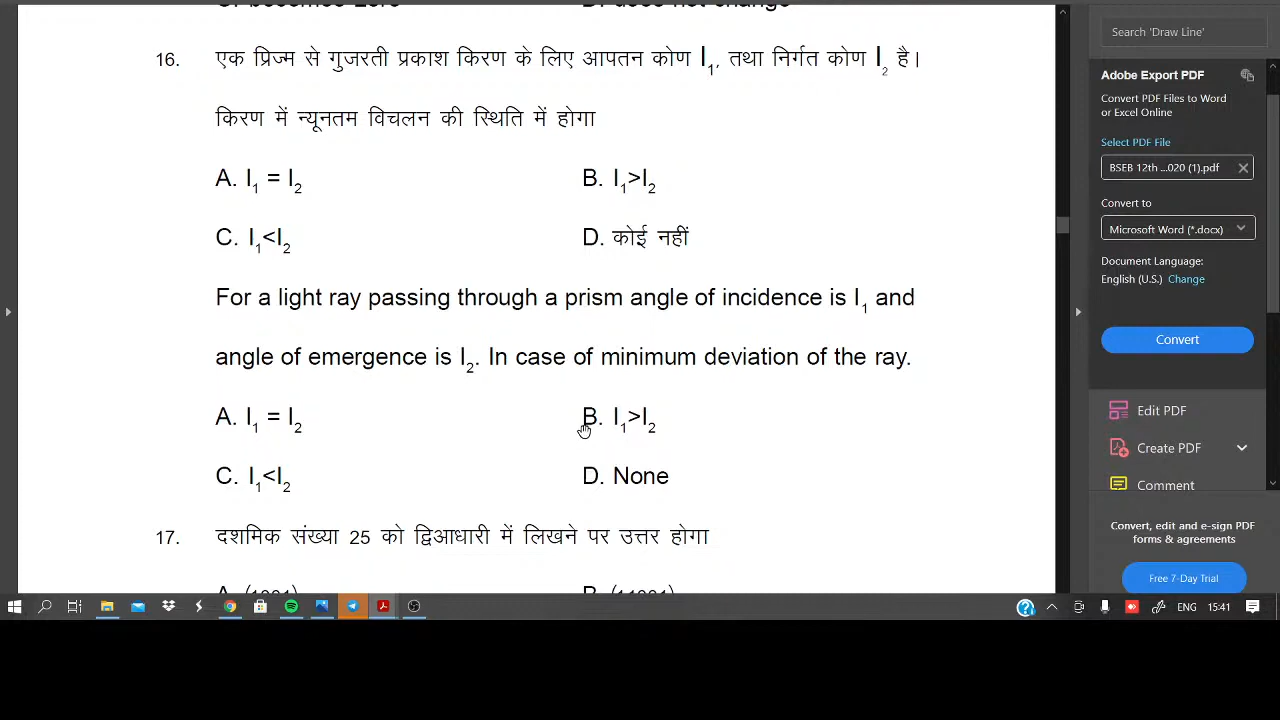 16. एक प्रिज्म से गुजरती प्रकाश किरण के लिए आपतन कोण I1, तथा निर्गत कोण I2 है।
किरण में न्यूनतम विचलन की स्थिति में होगा
A. I1 = I2 B. I1>I2
C. I1<I2 D. कोई नहीं
For a light ray passing through a prism angle of incidence is I1 and
angle of emergence is I2. In case of minimum deviation of the ray.
A. I1 = I2 B. I1>I2
C. I1<I2 D. None
17. दशमिक संख्या 25 को द्विआधारी में लिखने पर उत्तर होगा
Search 'Draw Line'
Adobe Export PDF
Convert PDF Files to Word
or Excel Online
Select PDF File
BSEB 12th ...020 (1).pdf
Convert to
Microsoft Word (*.docx)
Document Language:
English (U.S.) Change
Convert
Edit PDF
Create PDF
Comment
Convert, edit and e-sign PDF
forms & agreements
Free 7-Day Trial
ENG 15:41